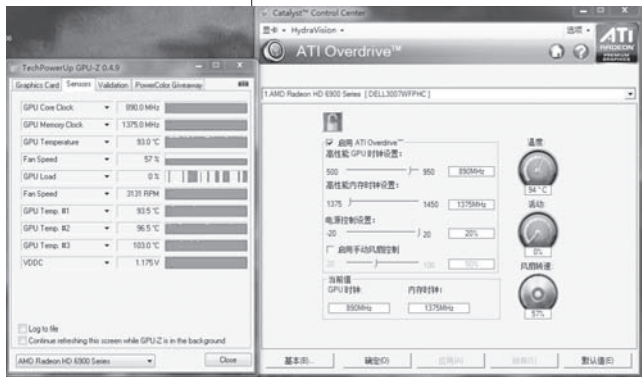 TechPowerUp GPU-Z 0.4.9
Graphics Card Sensors Validation PowerColor Giveaway
GPU Core Clock 890.0 MHz
GPU Memory Clock 1375.0 MHz
GPU Temperature 93.0 °C
Fan Speed 57 %
GPU Load 0 %
Fan Speed 3131 RPM
GPU Temp. #1 93.5 °C
GPU Temp. #2 96.5 °C
GPU Temp. #3 103.0 °C
VDDC 1.175 V
Log to file
Continue refreshing this screen while GPU-Z is in the background
AMD Radeon HD 6900 Series
Close
Catalyst™ Control Center
显卡 HydraVision 选项
ATI
RADEON
PREMIUM
GRAPHICS
ATI Overdrive™
1.AMD Radeon HD 6900 Series [DELL3007WFPHC]
启用 ATI Overdrive™
高性能 GPU 时钟设置:
500 950 890MHz
高性能内存时钟设置:
1375 1450 1375MHz
电源控制设置:
-20 20 20%
启用手动风扇控制
20 100 50%
当前值
GPU 时钟: 内存时钟:
890MHz 1375MHz
温度
94 °C
活动
0%
风扇转速:
57%
基本(B)... 确定(O) 应用(A) 默认值(E)